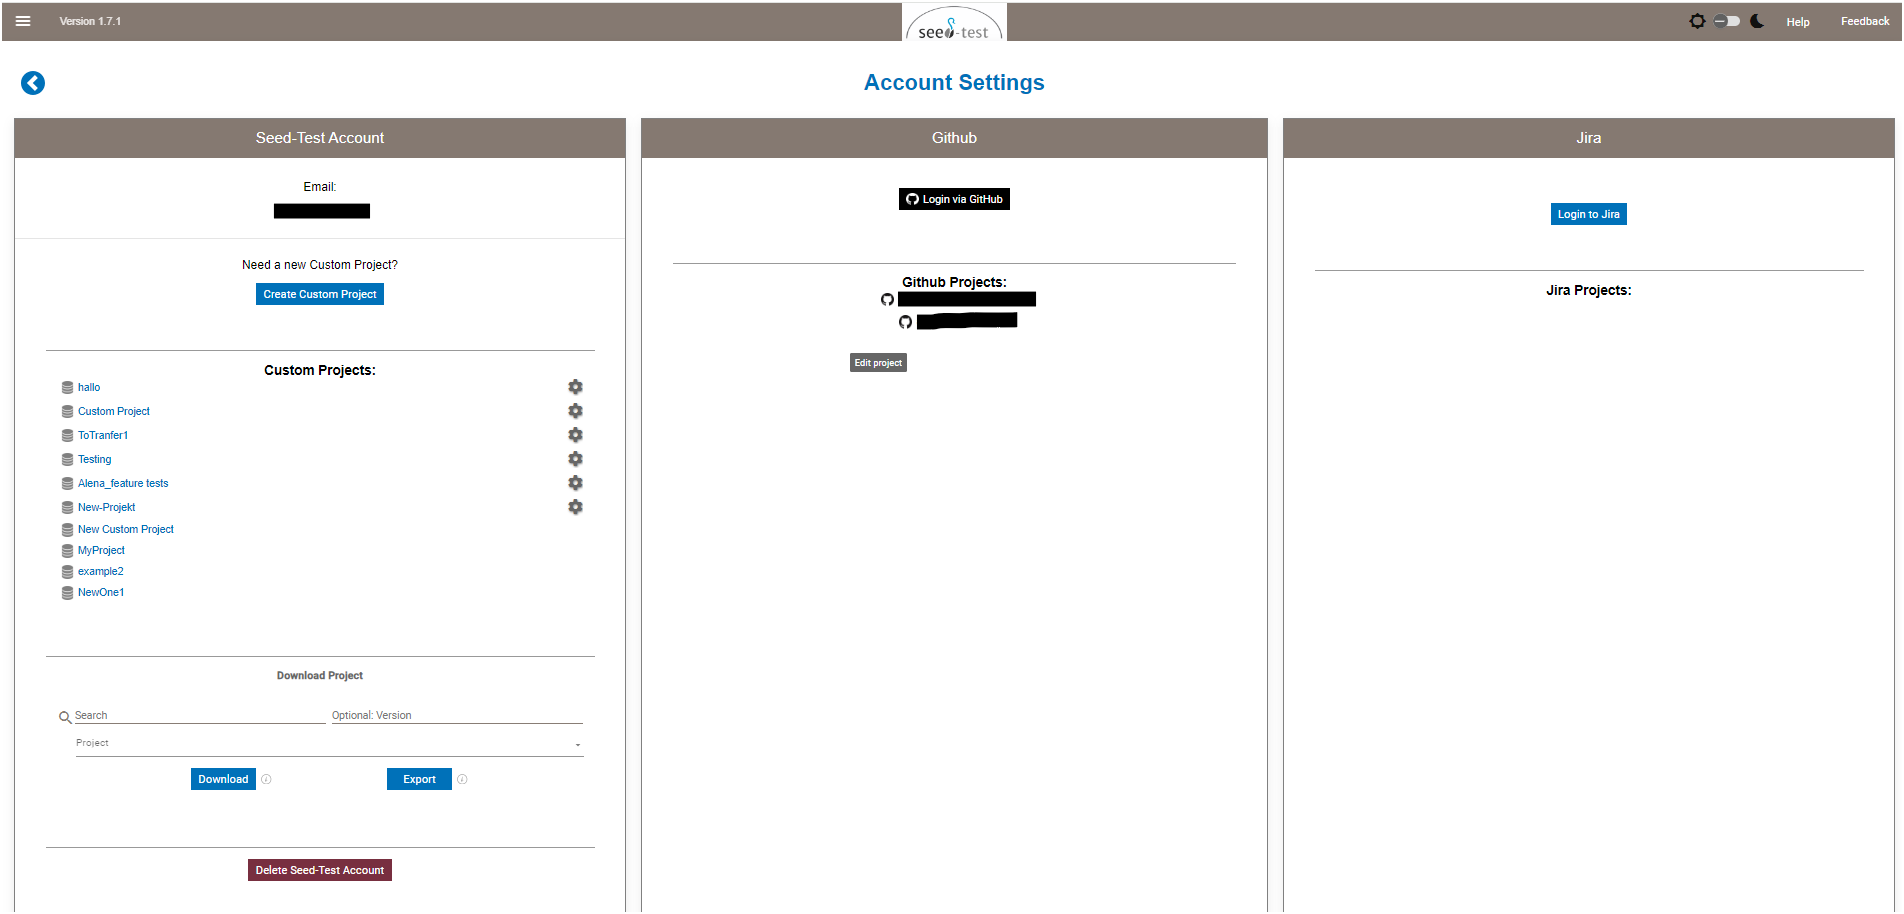 Version 1.7.1
seed-test
Help
Feedback
Account Settings
Seed-Test Account
Email:
Need a new Custom Project?
Create Custom Project
Custom Projects:
hallo
Custom Project
ToTranfer1
Testing
Alena_feature tests
New-Projekt
New Custom Project
MyProject
example2
NewOne1
Download Project
Search
Optional: Version
Project
Download
Export
Delete Seed-Test Account
Github
Login via GitHub
Github Projects:
Edit project
Jira
Login to Jira
Jira Projects: